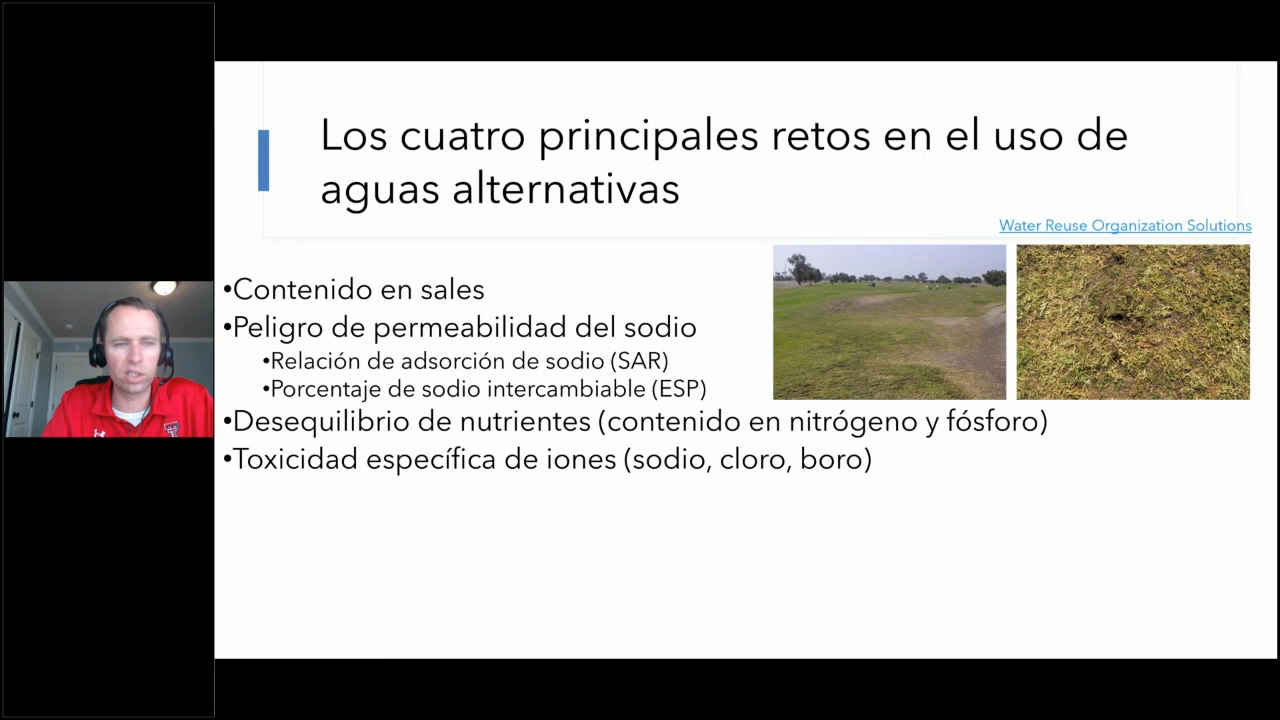 Los cuatro principales retos en el uso de
aguas alternativas
Water Reuse Organization Solutions
•Contenido en sales
•Peligro de permeabilidad del sodio
•Relación de adsorción de sodio (SAR)
•Porcentaje de sodio intercambiable (ESP)
•Desequilibrio de nutrientes (contenido en nitrógeno y fósforo)
•Toxicidad específica de iones (sodio, cloro, boro)